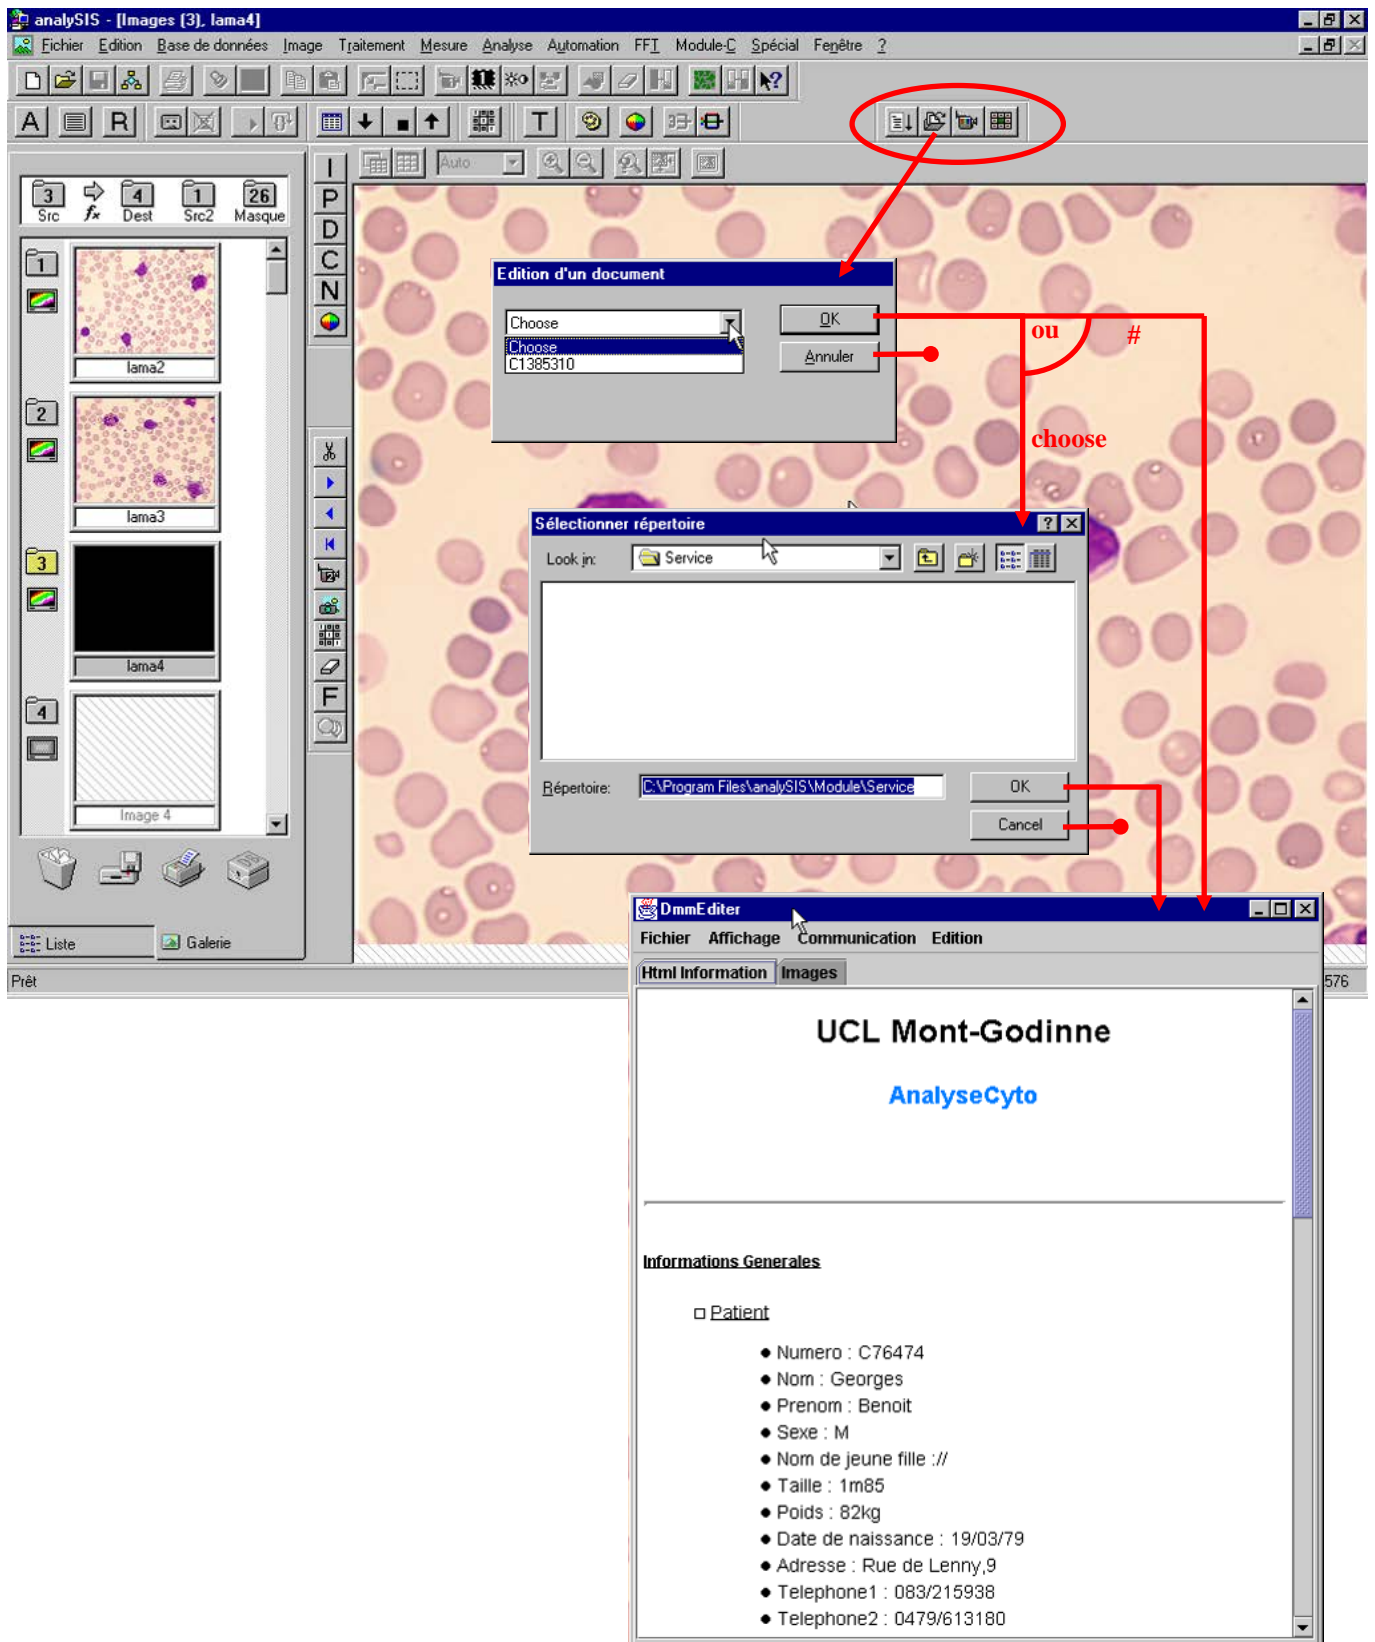 analySIS - [Images (3), lama4]
Fichier Edition Base de données Image Traitement Mesure Analyse Automation FFT Module-C Spécial Fenêtre ?
A R T
Auto
3 4 1 26
Src fx Dest Src2 Masque
I
P
D
C
N
F
1
lama2
2
lama3
3
lama4
4
Image 4
Liste Galerie
Prêt
576
Edition d'un document
Choose
Choose
C1385310
OK
Annuler
ou
#
choose
Sélectionner répertoire
Look in: Service
Répertoire: C:\Program Files\analySIS\Module\Service
OK
Cancel
DmmEditer
Fichier Affichage Communication Edition
Html Information Images
UCL Mont-Godinne
AnalyseCyto
Informations Generales
Patient
Numero : C76474
Nom : Georges
Prenom : Benoit
Sexe : M
Nom de jeune fille ://
Taille : 1m85
Poids : 82kg
Date de naissance : 19/03/79
Adresse : Rue de Lenny,9
Telephone1 : 083/215938
Telephone2 : 0479/613180